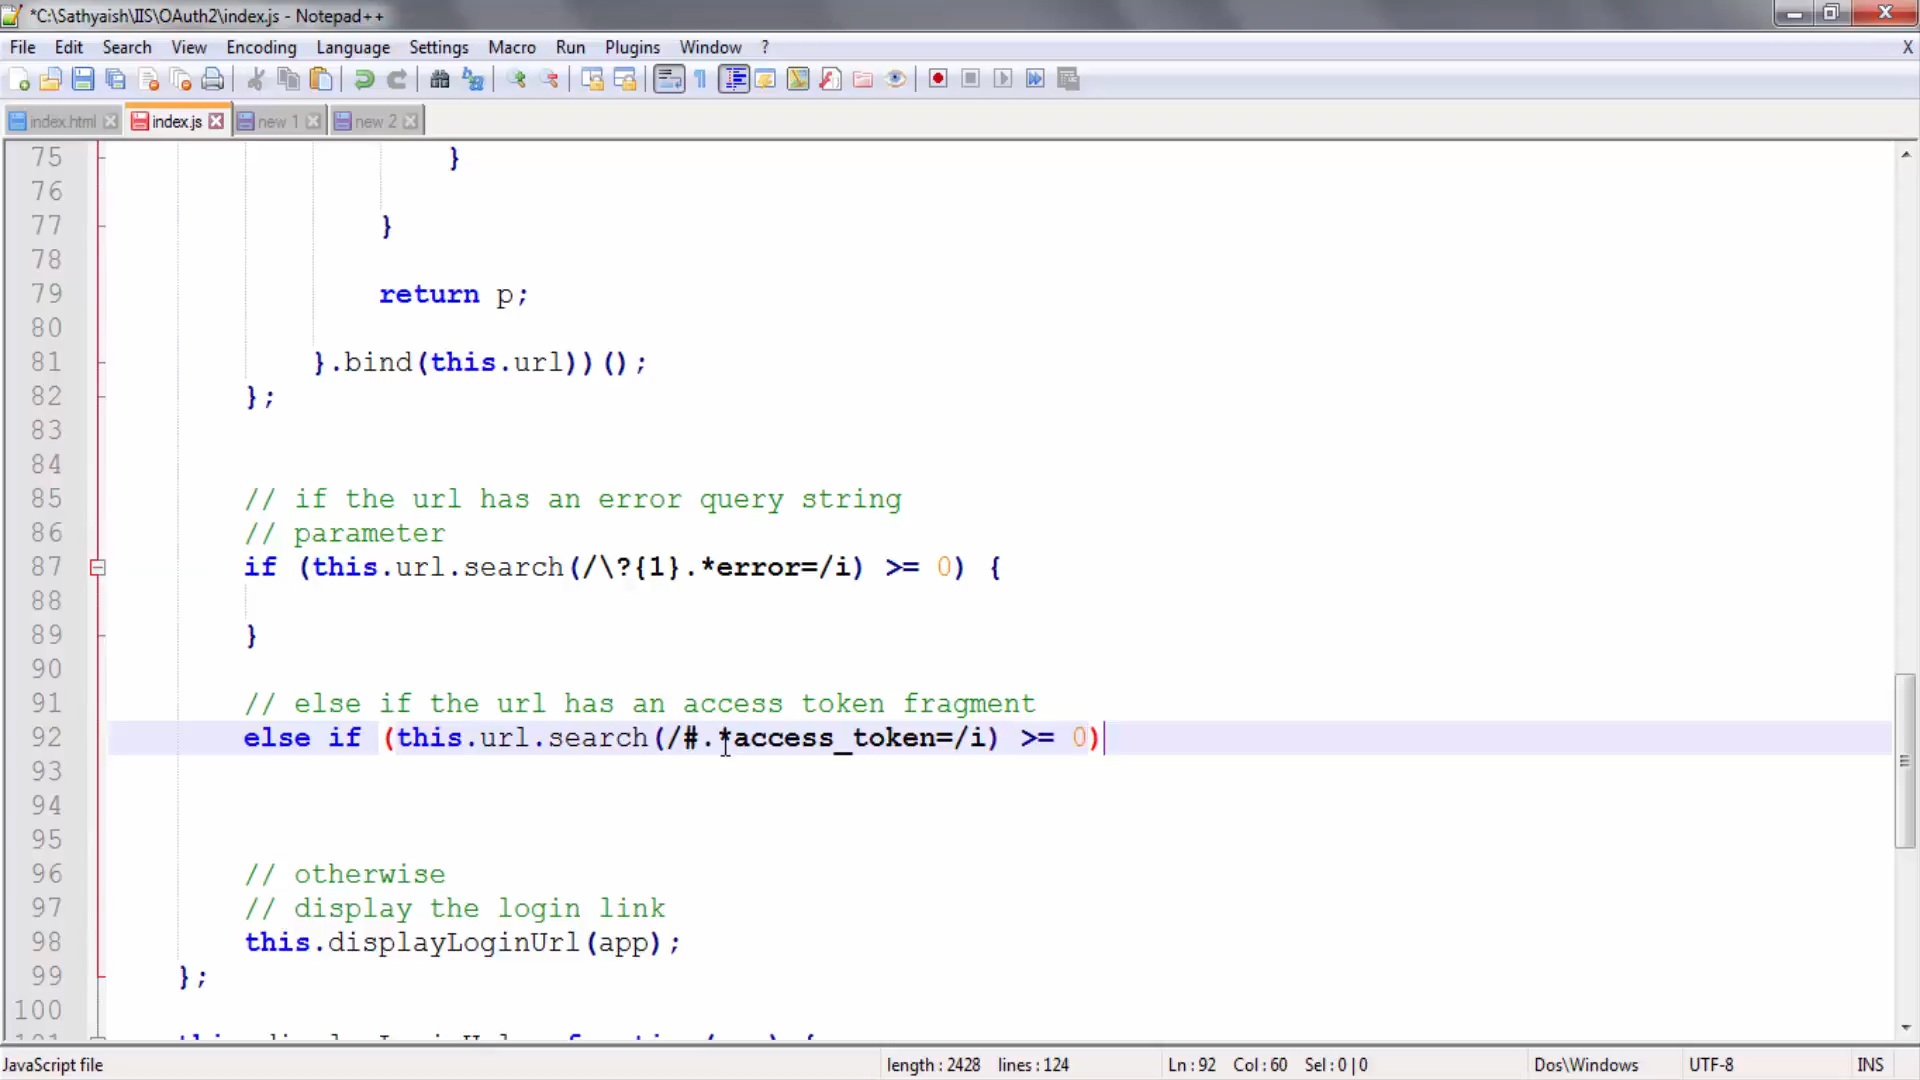 *C:\Sathyaish\IIS\OAuth2\index.js - Notepad++
File Edit Search View Encoding Language Settings Macro Run Plugins Window ? X
index.html index.js new 1 new 2
75 }
76
77 }
78
79 return p;
80
81 }.bind(this.url))();
82 };
83
84
85 // if the url has an error query string
86 // parameter
87 if (this.url.search(/\?{1}.*error=/i) >= 0) {
88
89 }
90
91 // else if the url has an access token fragment
92 else if (this.url.search(/#.*access_token=/i) >= 0)
93
94
95
96 // otherwise
97 // display the login link
98 this.displayLoginUrl(app);
99 };
100
JavaScript file length : 2428 lines : 124 Ln : 92 Col : 60 Sel : 0 | 0 Dos\Windows UTF-8 INS